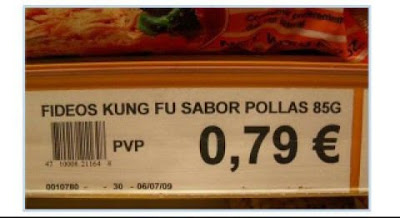 FIDEOS KUNG FU SABOR POLLAS 85G
PVP
0,79 €
0010780 - - 30 - 06/07/09